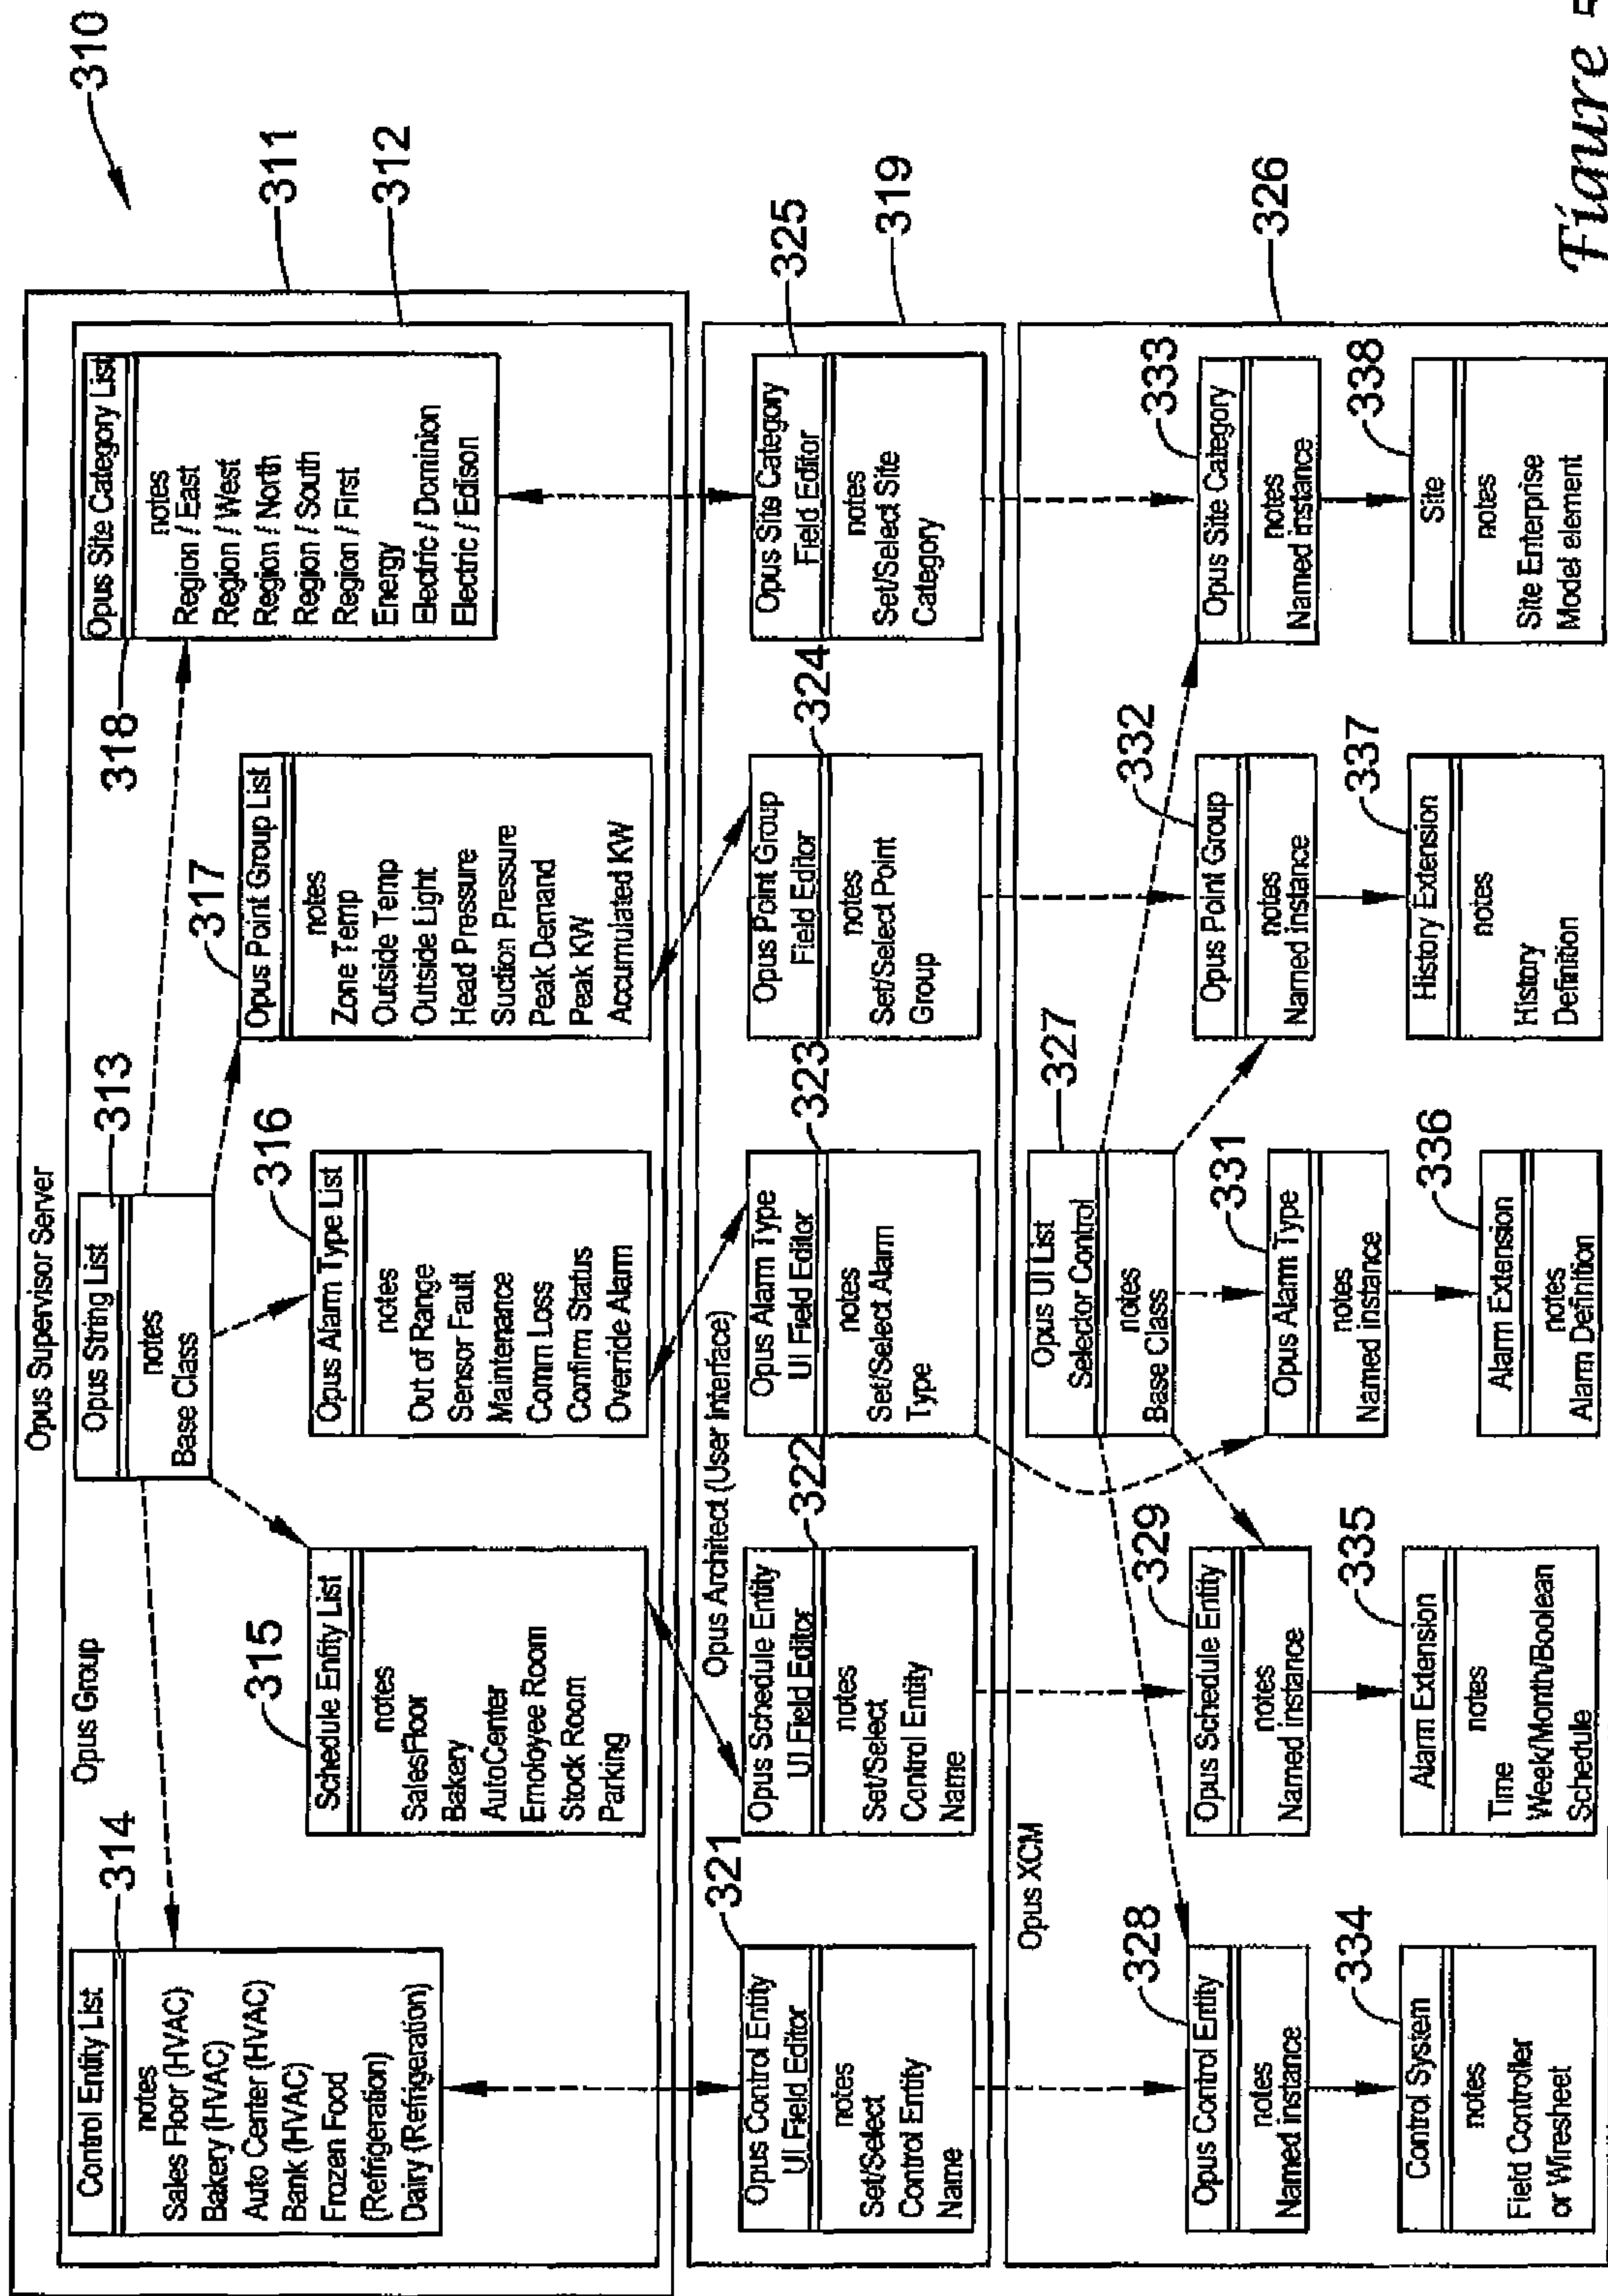 310
Opus Supervisor Server
311
Opus Group
312
Opus String List
313
notes
Base Class
Control Entity List
314
notes
Sales Floor (HVAC)
Bakery (HVAC)
Auto Center (HVAC)
Bank (HVAC)
Frozen Food
(Refrigeration)
Dairy (Refrigeration)
Schedule Entity List
315
notes
SalesFloor
Bakery
AutoCenter
Emoloyee Room
Stock Room
Parking
Opus Alarm Type List
316
notes
Out of Range
Sensor Fault
Maintenance
Comm Loss
Confirm Status
Override Alarm
Opus Point Group List
317
notes
Zone Temp
Outside Temp
Outside Light
Head Pressure
Suction Pressure
Peak Demand
Peak KW
Accumulated KW
Opus Site Category List
318
notes
Region / East
Region / West
Region / North
Region / South
Region / First
Energy
Electric / Dominion
Electric / Edison
Opus Architect (User Interface)
319
Opus Control Entity
UI Field Editor
321
notes
Set/Select
Control Entity
Name
Opus Schedule Entity
UI Field Editor
322
notes
Set/Select
Control Entity
Name
Opus Alarm Type
UI Field Editor
323
notes
Set/Select Alarm
Type
Opus Point Group
Field Editor
324
notes
Set/Select Point
Group
Opus Site Category
Field Editor
325
notes
Set/Select Site
Category
Opus XCM
326
Opus UI List
Selector Control
327
notes
Base Class
Opus Control Entity
328
notes
Named instance
Opus Schedule Entity
329
notes
Named instance
Opus Alarm Type
331
notes
Named instance
Opus Point Group
332
notes
Named instance
Opus Site Category
333
notes
Named instance
Control System
334
notes
Field Controller
or Wiresheet
Alarm Extension
335
notes
Time
Week/Month/Boolean
Schedule
Alarm Extension
336
notes
Alarm Definition
History Extension
337
notes
History
Definition
Site
338
notes
Site Enterprise
Model element
Figure 5